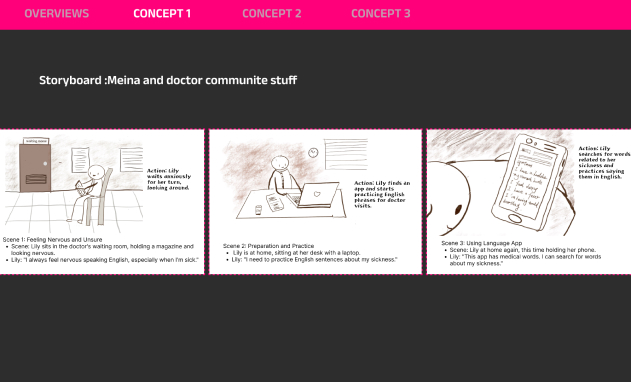 OVERVIEWS CONCEPT 1 CONCEPT 2 CONCEPT 3
Storyboard :Meina and doctor communite stuff
waiting room
Action: Lily
waits anxiously
for her turn,
looking around.
Scene 1: Feeling Nervous and Unsure
• Scene: Lily sits in the doctor's waiting room, holding a magazine and
looking nervous.
• Lily: "I always feel nervous speaking English, especially when I'm sick."
Action: Lily finds an
app and starts
practicing English
phrases for doctor
visits.
Scene 2: Preparation and Practice
• Lily is at home, sitting at her desk with a laptop.
• Lily: "I need to practice English sentences about my sickness."
Action: Lily
searches for words
related to her
sickness and
practices saying
them in english.
Scene 3: Using Language App
• Scene: Lily at home again, this time holding her phone.
• Lily: "This app has medical words. I can search for words
about my sickness."